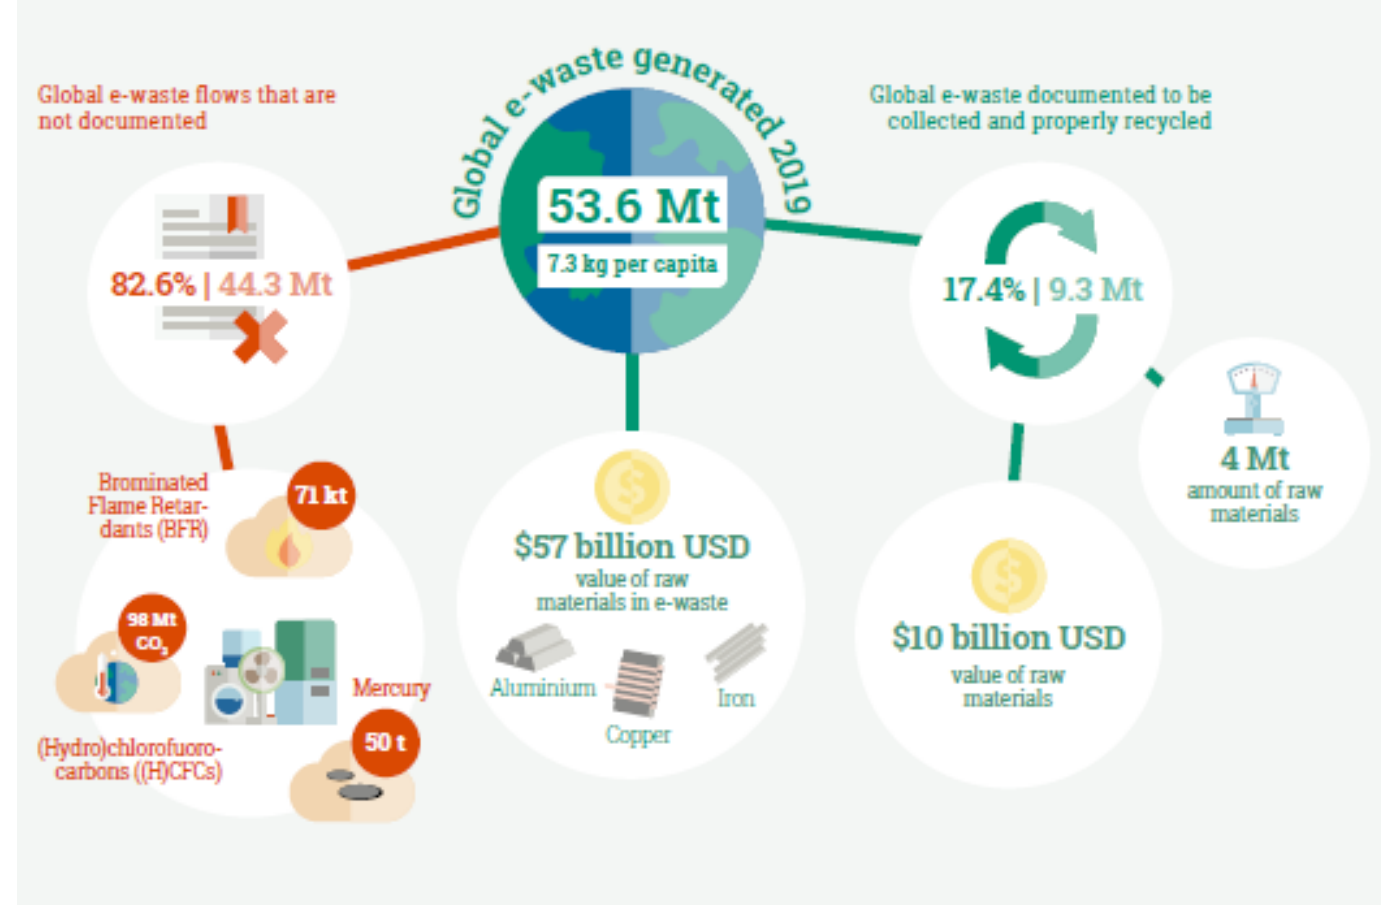 Global e-waste generated 2019
53.6 Mt
7.3 kg per capita
Global e-waste flows that are
not documented
82.6% | 44.3 Mt
Brominated
Flame Retar-
dants (BFR)
71 kt
98 Mt
CO₂
(Hydro)chlorofuoro-
carbons ((H)CFCs)
Mercury
50 t
$57 billion USD
value of raw
materials in e-waste
Aluminium
Copper
Iron
Global e-waste documented to be
collected and properly recycled
17.4% | 9.3 Mt
4 Mt
amount of raw
materials
$10 billion USD
value of raw
materials